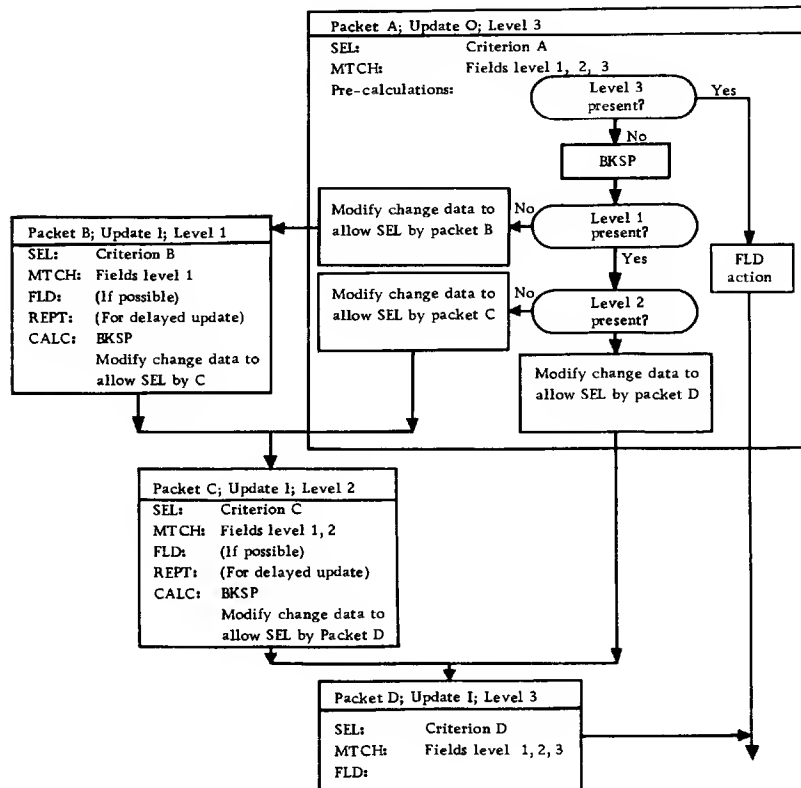 Packet A; Update O; Level 3
SEL: Criterion A
MTCH: Fields level 1, 2, 3
Pre-calculations:
Level 3
present?
Yes
No
BKSP
Modify change data to
allow SEL by packet B
No
Level 1
present?
Yes
FLD
action
Packet B; Update I; Level 1
SEL: Criterion B
MTCH: Fields level 1
FLD: (If possible)
REPT: (For delayed update)
CALC: BKSP
Modify change data to
allow SEL by C
Modify change data to
allow SEL by packet C
No
Level 2
present?
Modify change data to
allow SEL by packet D
Packet C; Update I; Level 2
SEL: Criterion C
MTCH: Fields level 1, 2
FLD: (If possible)
REPT: (For delayed update)
CALC: BKSP
Modify change data to
allow SEL by Packet D
Packet D; Update I; Level 3
SEL: Criterion D
MTCH: Fields level 1, 2, 3
FLD: